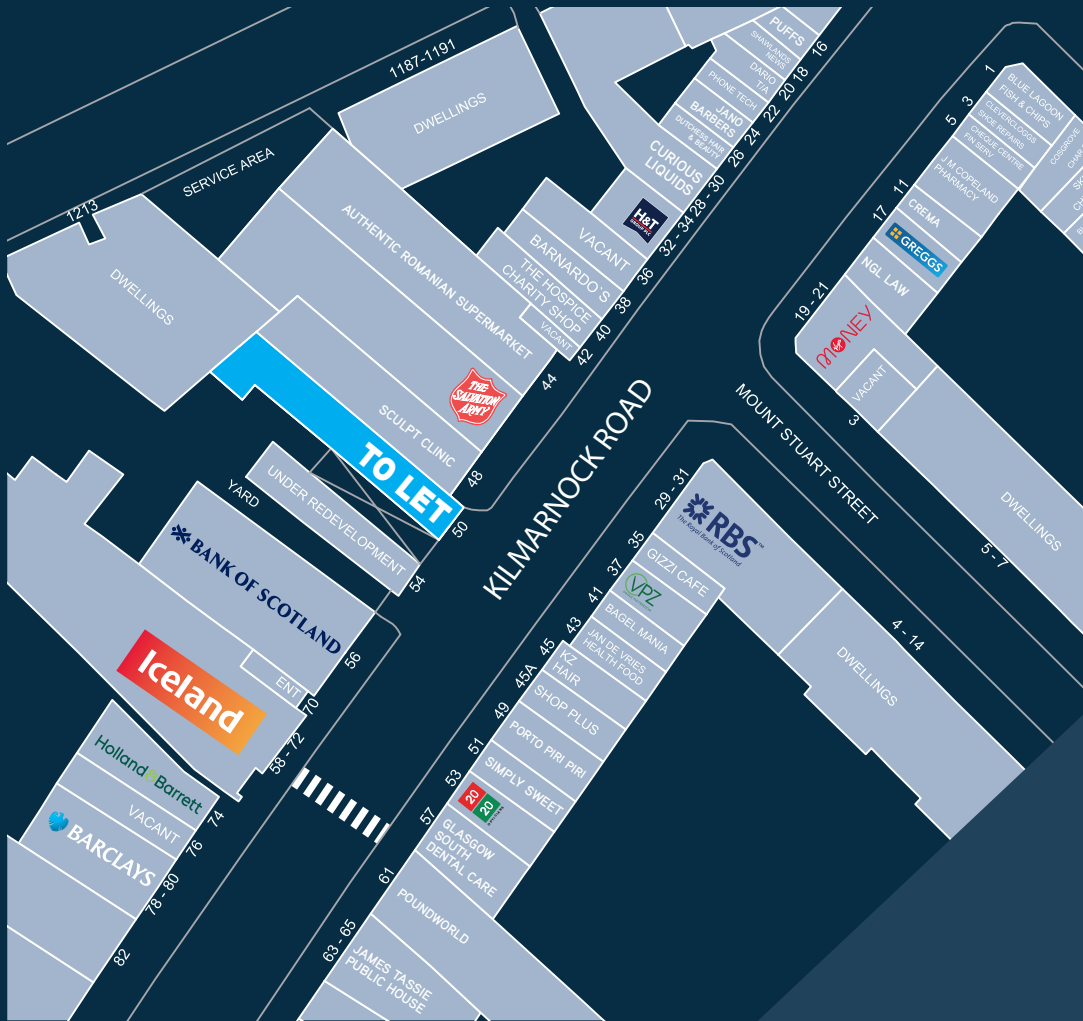 1187-1191
DWELLINGS
SERVICE AREA
1213
DWELLINGS
PUFFS
16
SHAWLANDS
NEWS
18
DARIO
T/A
20
PHONE TECH
22
JANO
BARBERS
24
DUTCHESS HAIR
& BEAUTY
26
CURIOUS
LIQUIDS
28 - 30
H&T
GROUP PLC
32 - 34
VACANT
36
BARNARDO'S
38
THE HOSPICE
CHARITY SHOP
40
VACANT
42
AUTHENTIC ROMANIAN SUPERMARKET
44
THE
SALVATION
ARMY
SCULPT CLINIC
48
TO LET
50
UNDER REDEVELOPMENT
54
YARD
BANK OF SCOTLAND
56
ENT
70
Iceland
58 - 72
Holland & Barrett
74
VACANT
76
BARCLAYS
78 - 80
82
KILMARNOCK ROAD
MOUNT STUART STREET
1
BLUE LAGOON
FISH & CHIPS
3
CLEVERCLOGGS
SHOE REPAIRS
5
CHEQUE CENTRE
FIN SERV
J M COPELAND
PHARMACY
11
CREMA
17
GREGGS
NGL LAW
19 - 21
MONEY
VACANT
3
DWELLINGS
5 - 7
COSGROVE
29 - 31
RBS
The Royal Bank of Scotland
35
GIZZI CAFE
37
VPZ
41
BAGEL MANIA
43
JAN DE VRIES
HEALTH FOOD
45
KZ
HAIR
45A
SHOP PLUS
49
PORTO PIRI PIRI
51
SIMPLY SWEET
53
20
20
57
GLASGOW
SOUTH
DENTAL CARE
61
POUNDWORLD
63 - 65
JAMES TASSIE
PUBLIC HOUSE
4 - 14
DWELLINGS